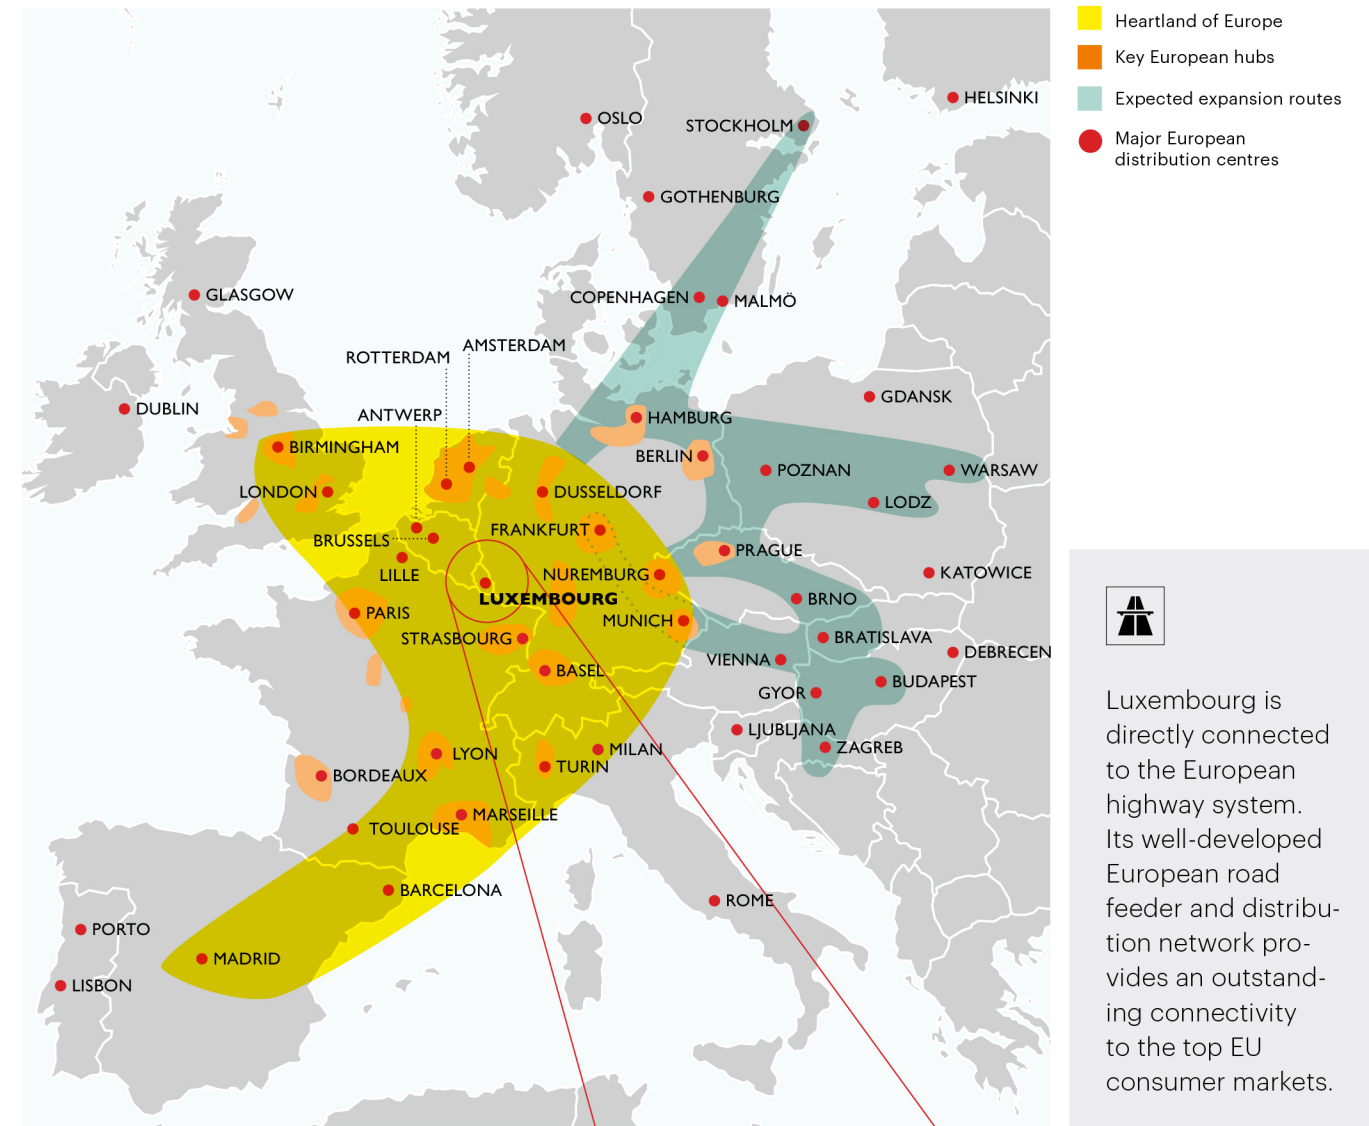 Heartland of Europe
Key European hubs
Expected expansion routes
Major European
distribution centres
HELSINKI
OSLO
STOCKHOLM
GOTHENBURG
GLASGOW
COPENHAGEN
MALMÖ
AMSTERDAM
ROTTERDAM
DUBLIN
ANTWERP
GDANSK
HAMBURG
BIRMINGHAM
BERLIN
POZNAN
WARSAW
LONDON
DUSSELDORF
LODZ
FRANKFURT
BRUSSELS
PRAGUE
LILLE
NUREMBURG
KATOWICE
LUXEMBOURG
BRNO
PARIS
MUNICH
STRASBOURG
BRATISLAVA
VIENNA
DEBRECEN
BASEL
BUDAPEST
GYOR
LJUBLJANA
ZAGREB
MILAN
LYON
TURIN
BORDEAUX
MARSEILLE
TOULOUSE
BARCELONA
ROME
PORTO
MADRID
LISBON
Luxembourg is
directly connected
to the European
highway system.
Its well-developed
European road
feeder and distribu-
tion network pro-
vides an outstand-
ing connectivity
to the top EU
consumer markets.